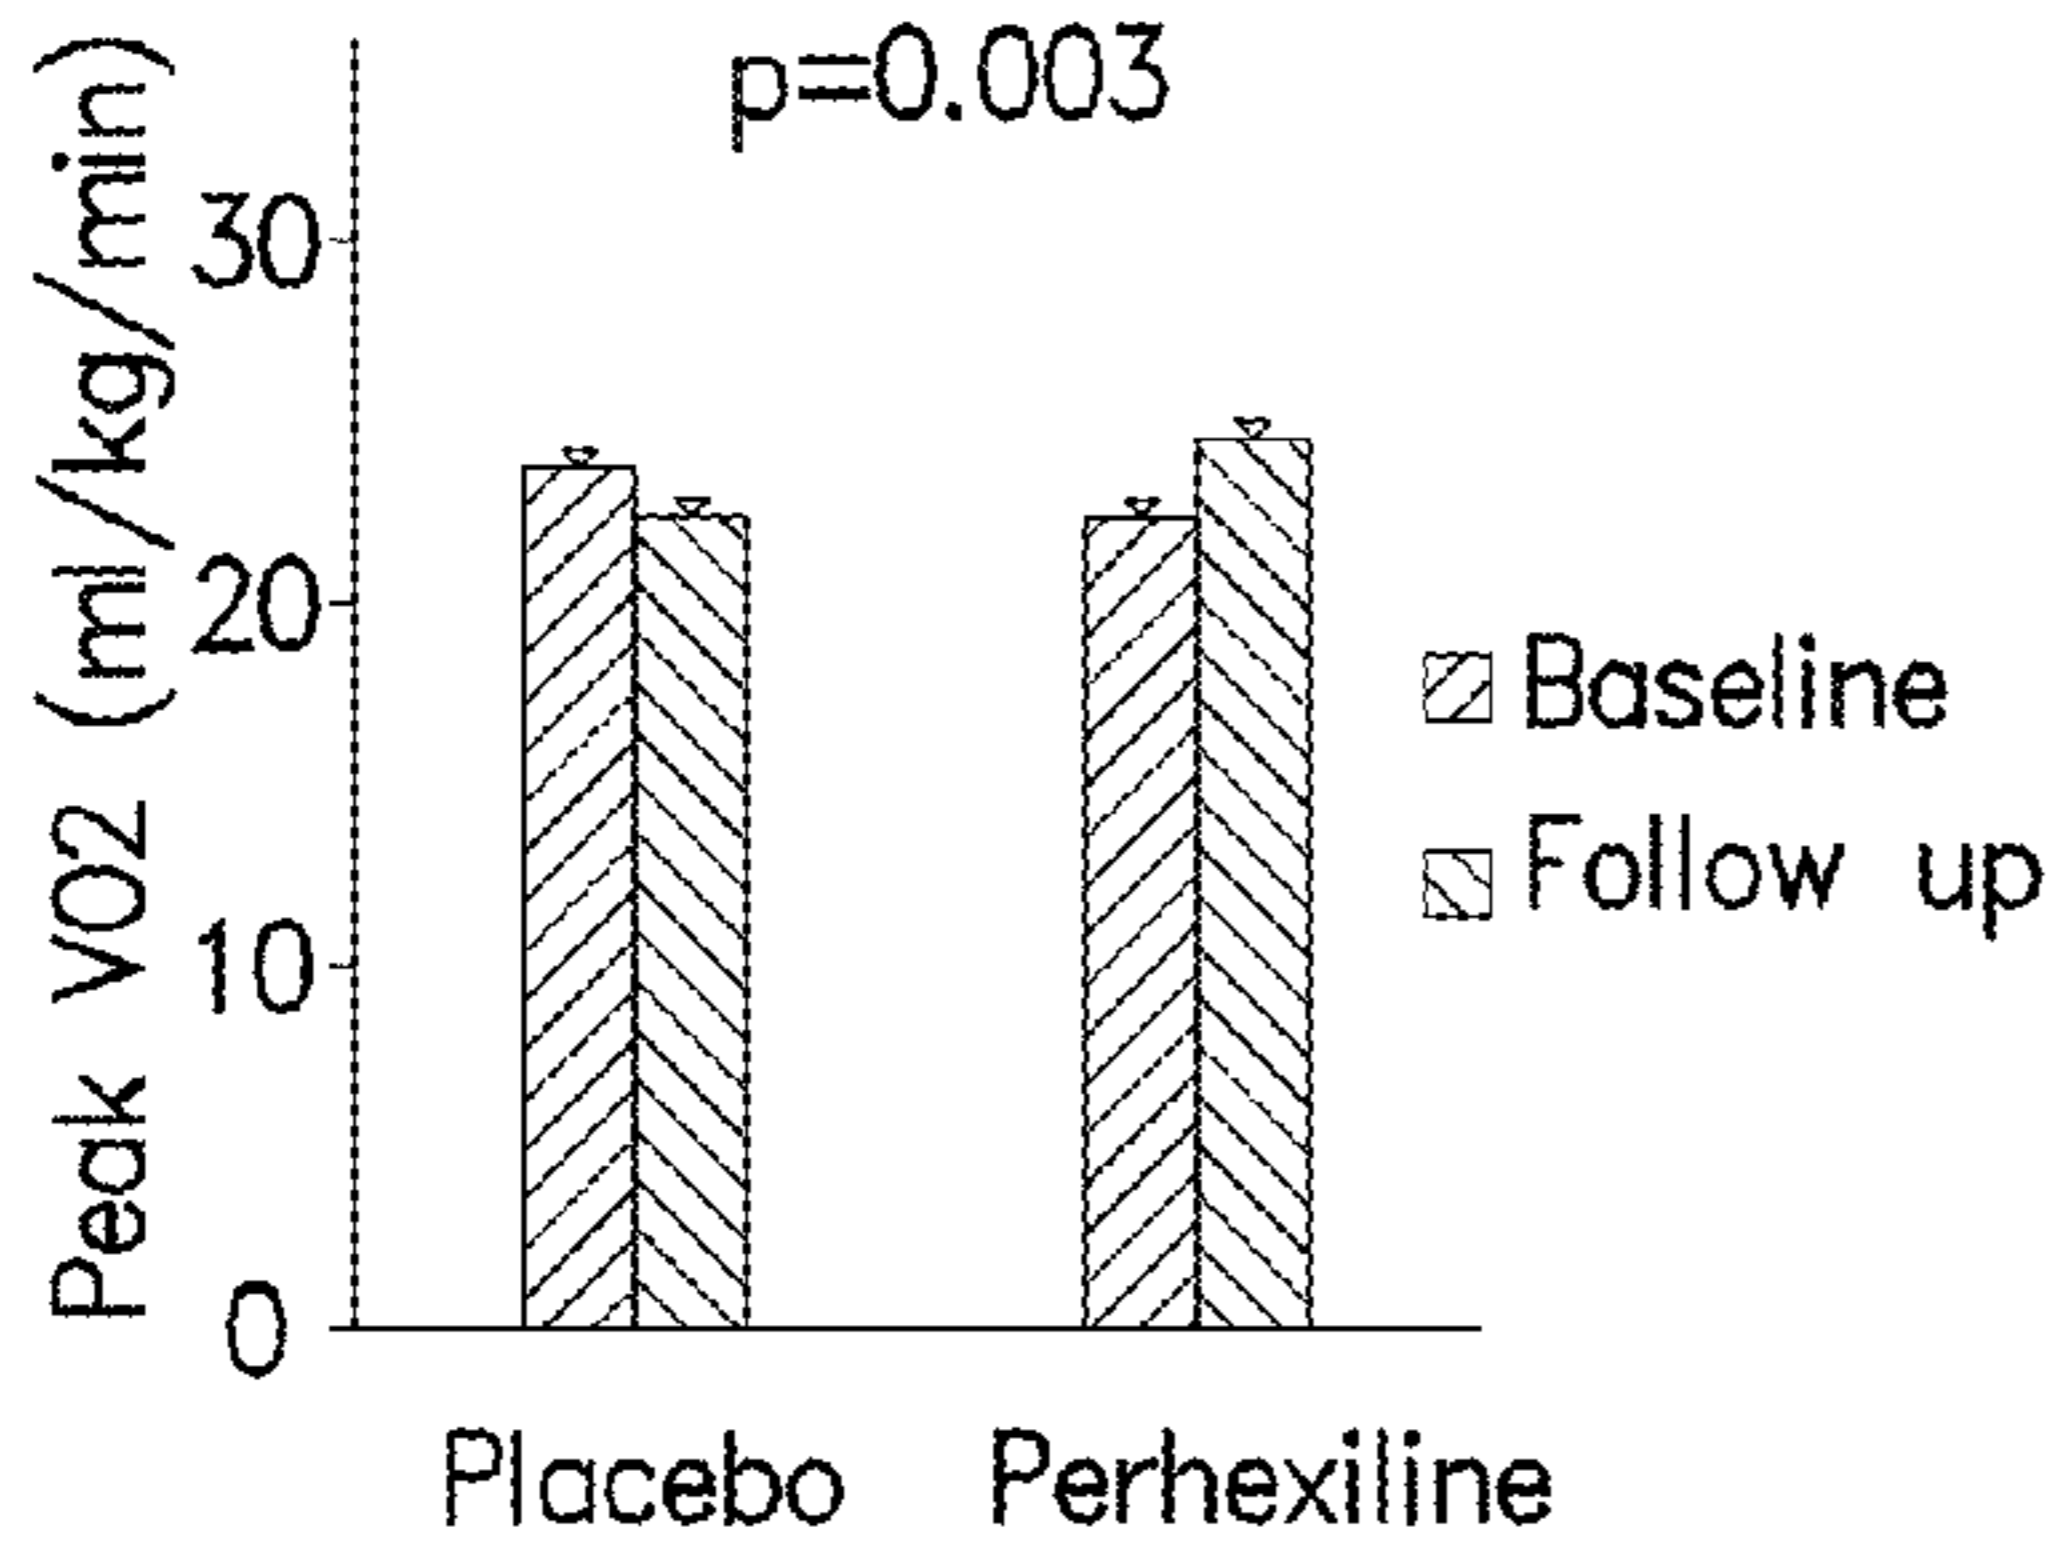 p=0.003
Peak VO2 (ml/kg/min)
30
20
10
0
Baseline
Follow up
Placebo Perhexiline